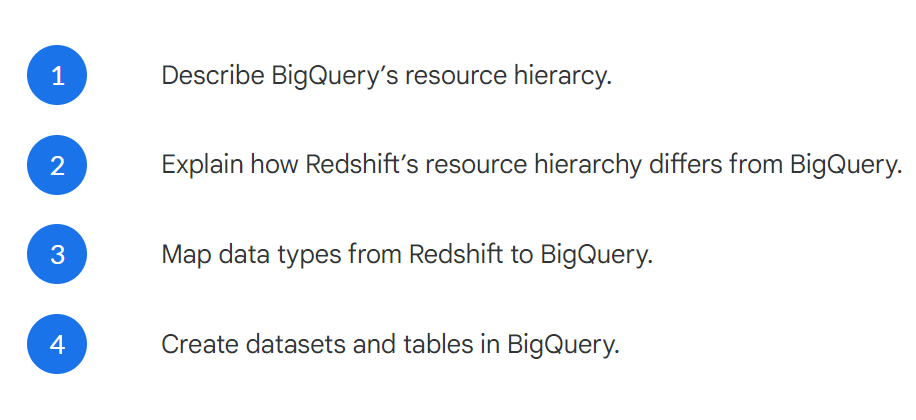 1 Describe BigQuery’s resource hierarcy.
2 Explain how Redshift’s resource hierarchy differs from BigQuery.
3 Map data types from Redshift to BigQuery.
4 Create datasets and tables in BigQuery.